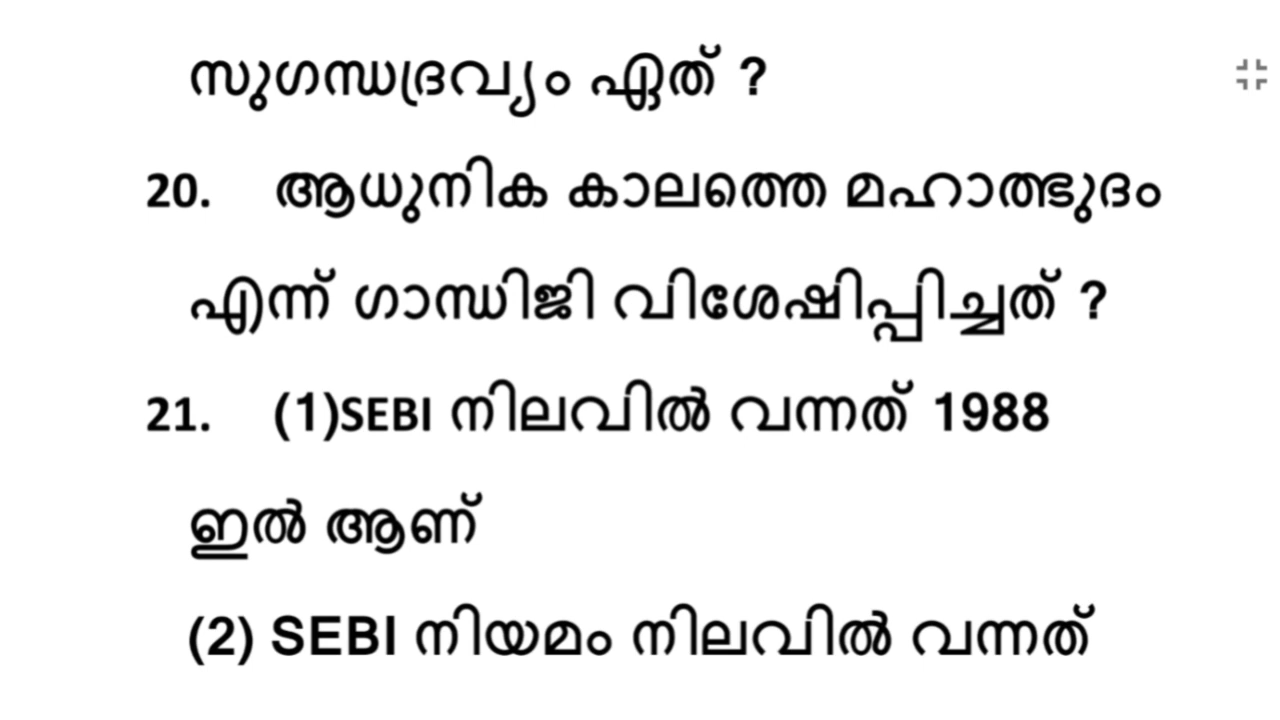 സുഗന്ധദ്രവ്യം ഏത് ?
20. ആധുനിക കാലത്തെ മഹാത്ഭുദം
എന്ന് ഗാന്ധിജി വിശേഷിപ്പിച്ചത് ?
21. (1)SEBI നിലവിൽ വന്നത് 1988
ഇൽ ആണ്
(2) SEBI നിയമം നിലവിൽ വന്നത്